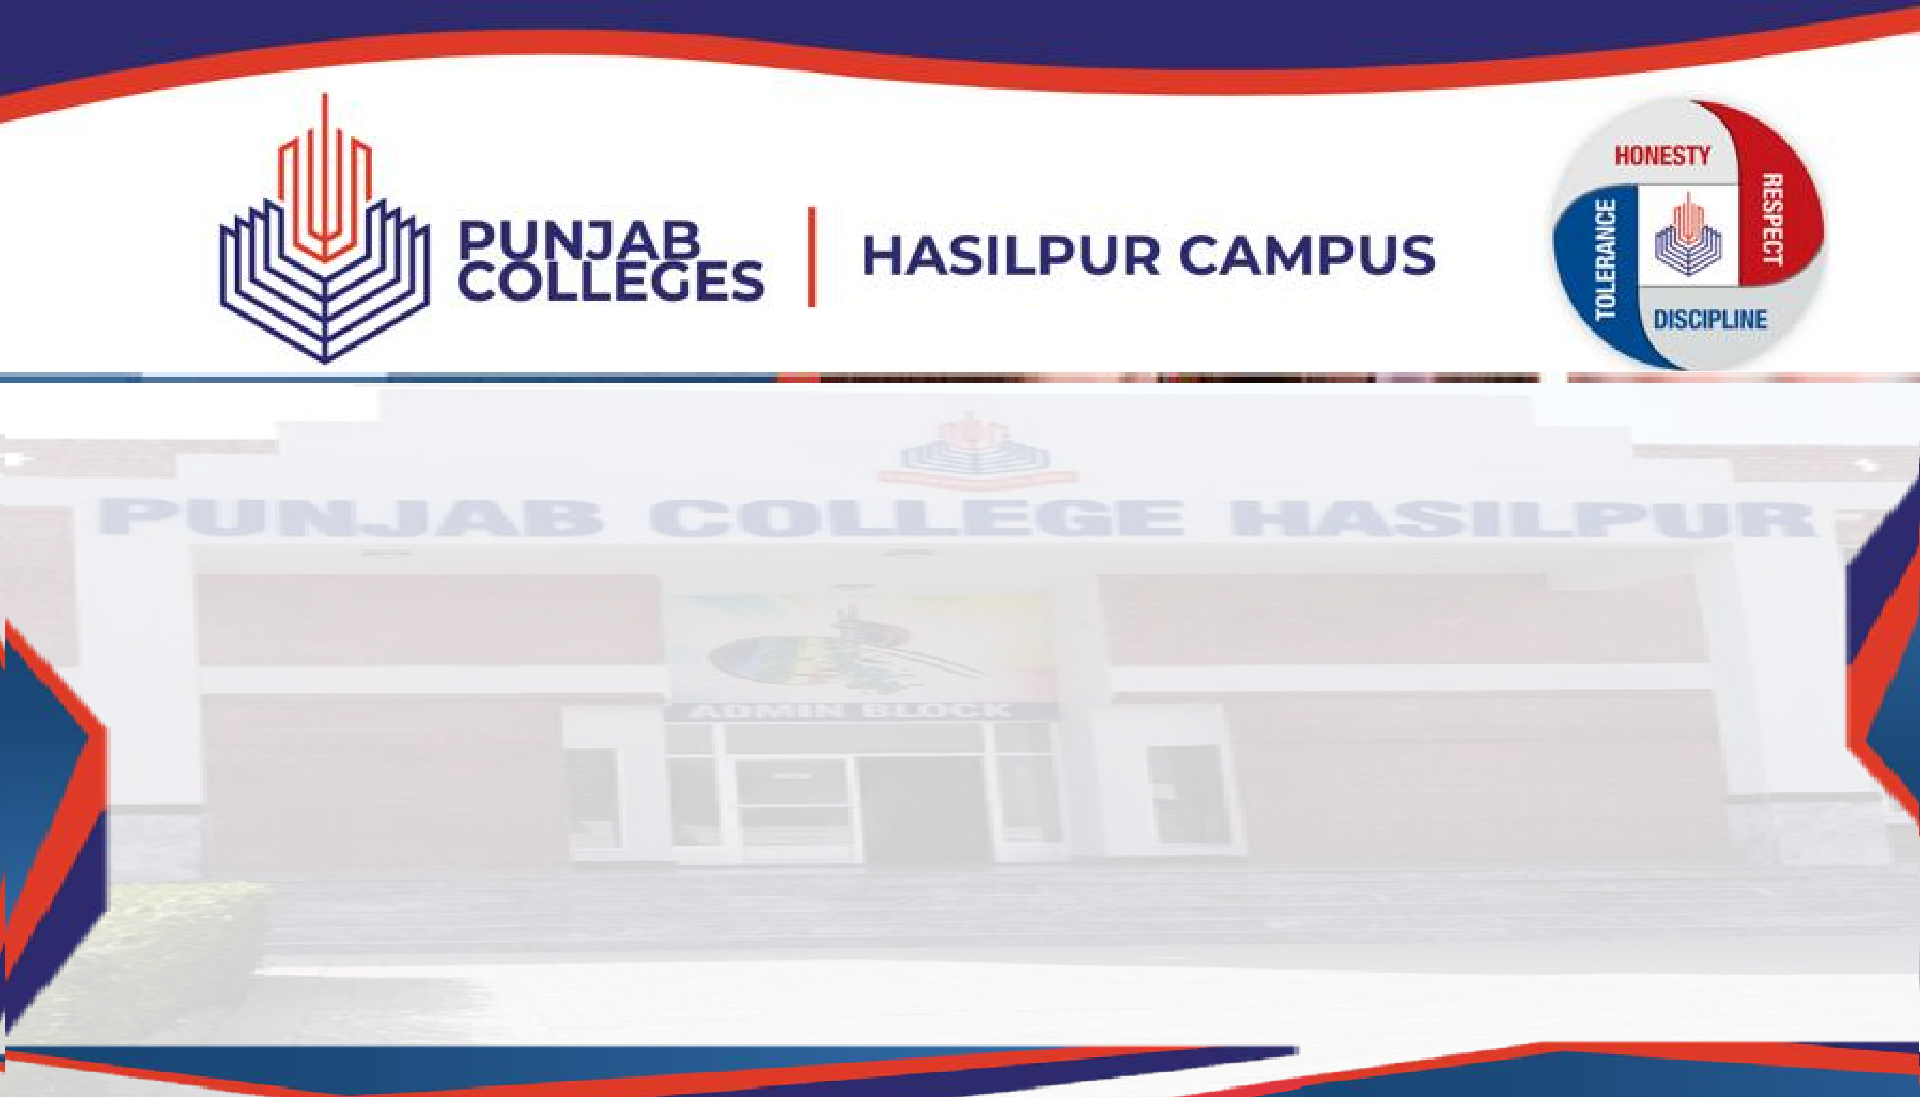 PUNJAB
COLLEGES
HASILPUR CAMPUS
HONESTY
RESPECT
TOLERANCE
DISCIPLINE
PUNJAB COLLEGE HASILPUR
ADMIN BLOCK